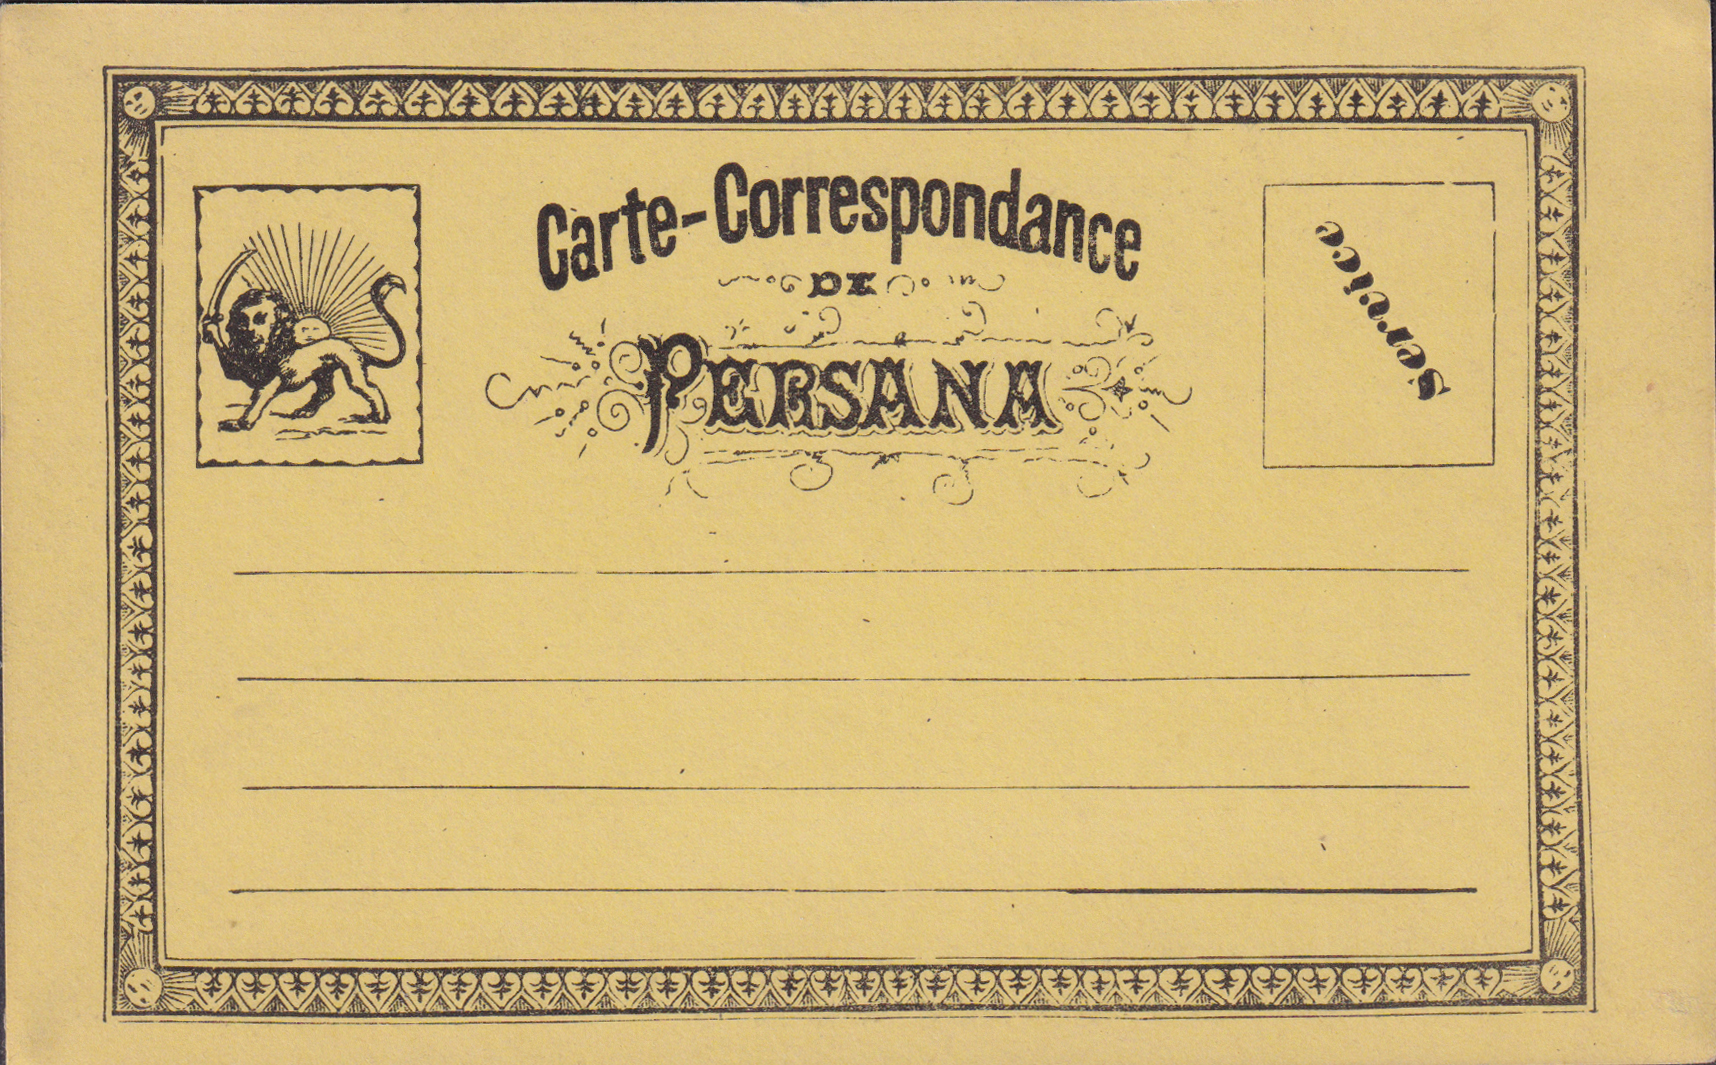 Carte-Correspondance
DE
PERSANA
Service